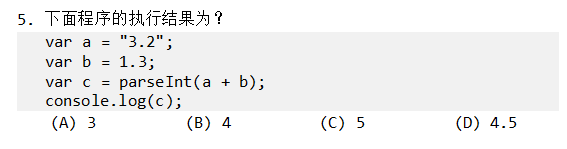 5. 下面程序的执行结果为？
var a = "3.2";
var b = 1.3;
var c = parseInt(a + b);
console.log(c);
(A) 3 (B) 4 (C) 5 (D) 4.5